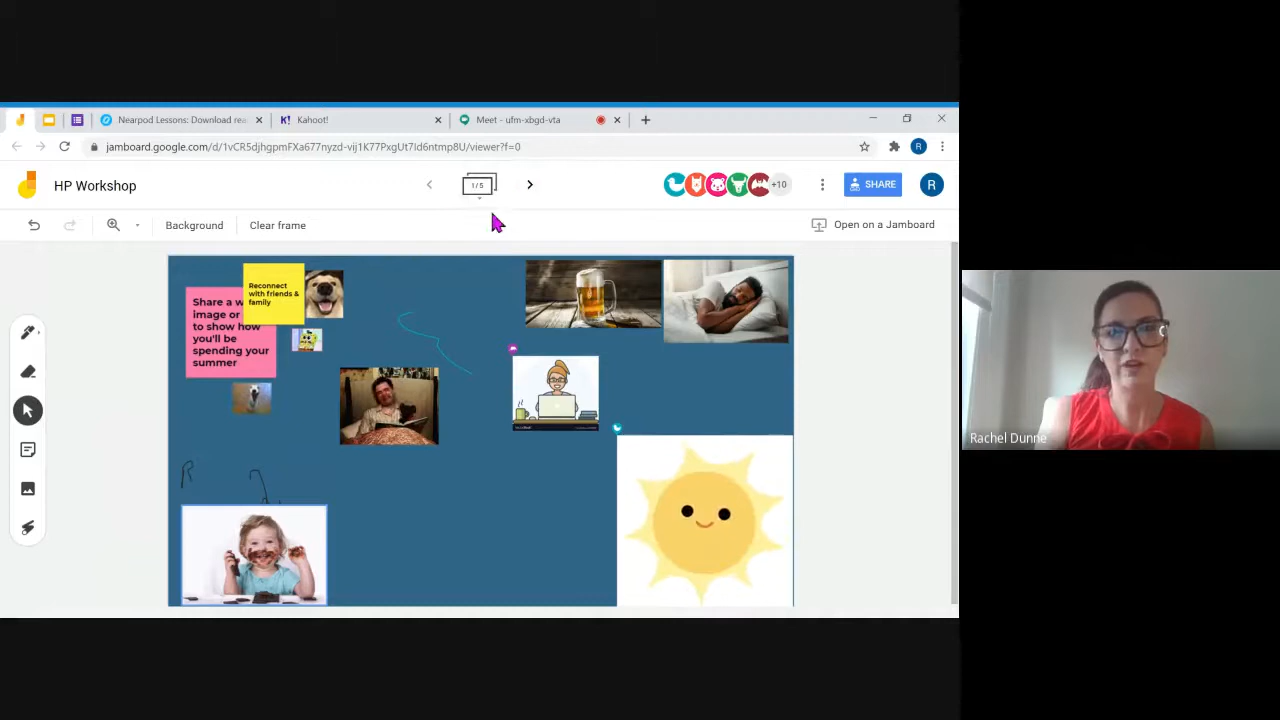 Nearpod Lessons: Download rea
Kahoot!
Meet - ufm-xbgd-vta
jamboard.google.com/d/1vCR5djhgpmFXa677nyzd-vij1K77PxgUt7Id6ntmp8U/viewer?f=0
R
HP Workshop
1/5
+10
SHARE
R
Background
Clear frame
Open on a Jamboard
Reconnect
with friends &
family
Share a w
image or
to show how
you'll be
spending your
summer
R
Rachel Dunne